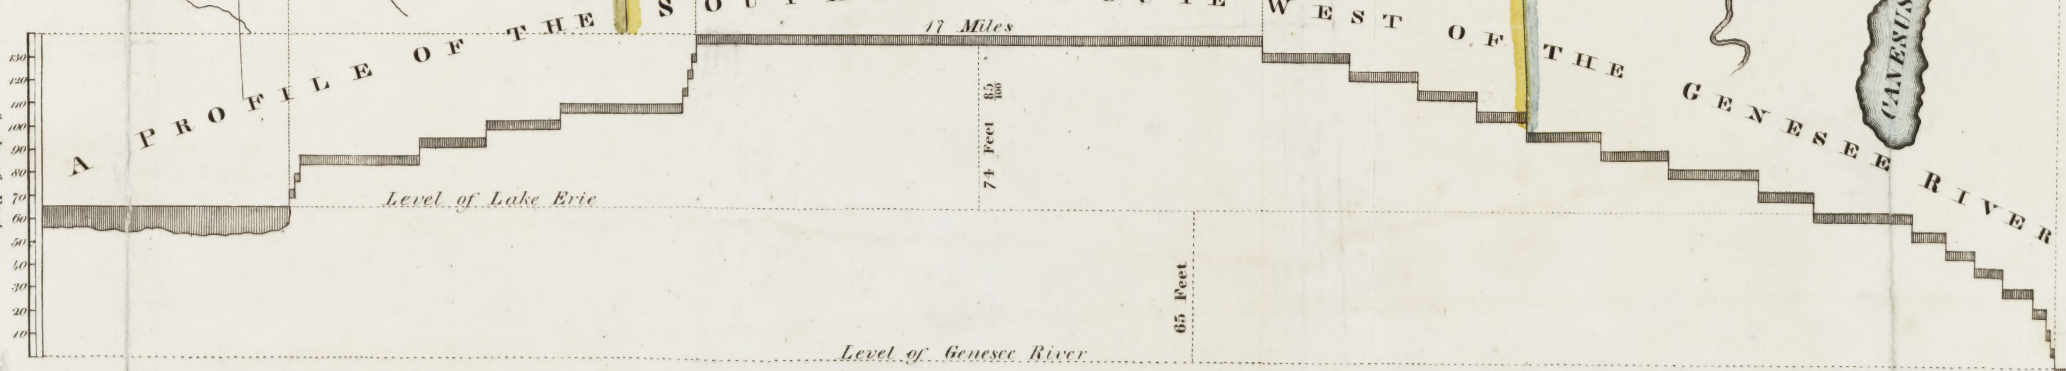 A PROFILE OF THE SOUTH WEST OF THE GENESEE RIVER
17 Miles
130
120
110
100
90
80
70
60
50
40
30
20
10
Level of Lake Erie
74 Feet 85/100
65 Feet
Level of Genesee River
CANESUS